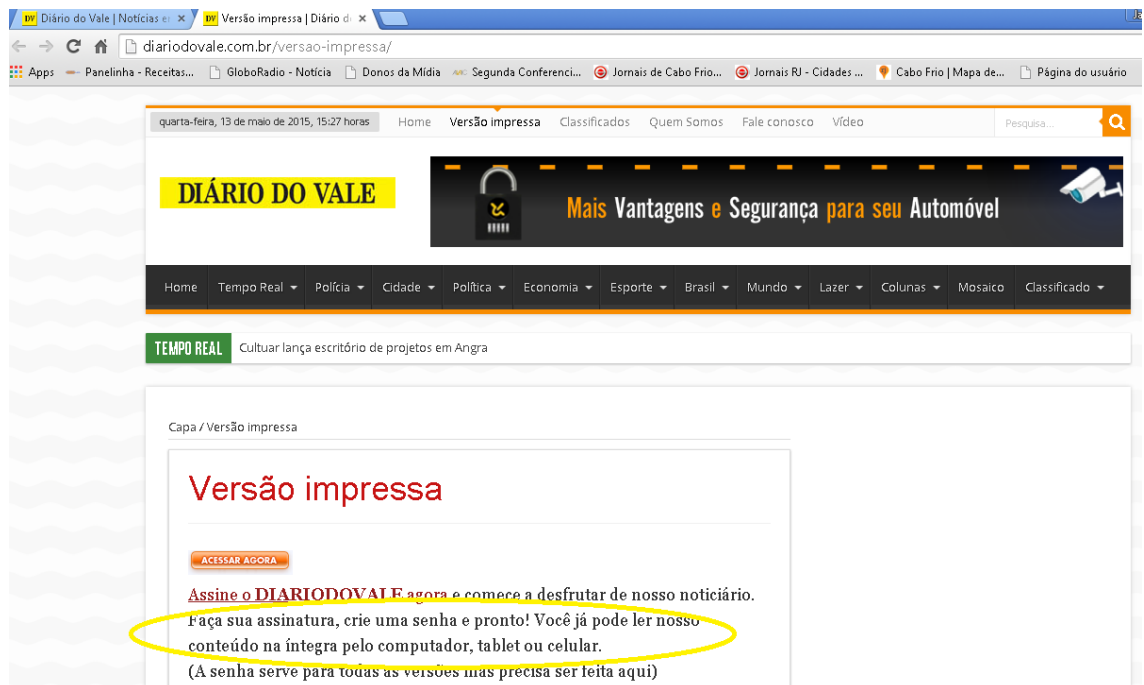 Diário do Vale | Notícias e
Versão impressa | Diário d
diariodovale.com.br/versao-impressa/
Apps Panelinha - Receitas... GloboRadio - Notícia Donos da Mídia Segunda Conferenci... Jornais de Cabo Frio... Jornais RJ - Cidades ... Cabo Frio | Mapa de... Página do usuário
quarta-feira, 13 de maio de 2015, 15:27 horas Home Versão impressa Classificados Quem Somos Fale conosco Vídeo Pesquisa...
DIÁRIO DO VALE
Mais Vantagens e Segurança para seu Automóvel
Home Tempo Real Polícia Cidade Política Economia Esporte Brasil Mundo Lazer Colunas Mosaico Classificado
TEMPO REAL Cultuar lança escritório de projetos em Angra
Capa / Versão impressa
Versão impressa
ACESSAR AGORA
Assine o DIARIODOVALE agora e comece a desfrutar de nosso noticiário.
Faça sua assinatura, crie uma senha e pronto! Você já pode ler nosso
conteúdo na íntegra pelo computador, tablet ou celular.
(A senha serve para todas as versões mas precisa ser feita aqui)